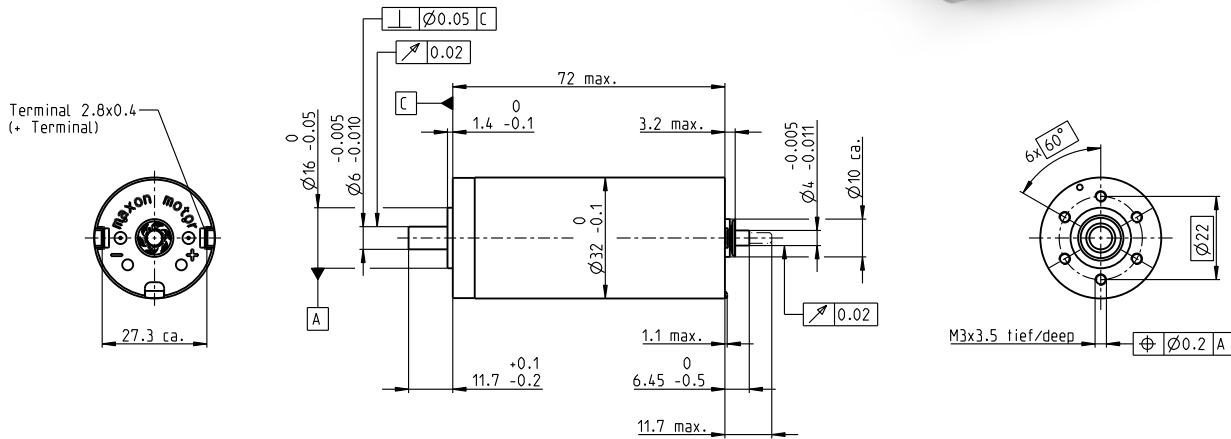 ⊥ Ø0.05 C
↗ 0.02
72 max.
Terminal 2.8x0.4
(+ Terminal)
C
0
1.4 -0.1
3.2 max.
0
Ø16 -0.05
-0.005
Ø6 -0.010
-0.005
Ø4 -0.011
Ø10 ca.
6x 60°
maxon motor
- +
0
Ø32 -0.1
Ø22
A
↗ 0.02
27.3 ca.
1.1 max.
M3x3.5 tief/deep
⌖ Ø0.2 A
+0.1
11.7 -0.2
0
6.45 -0.5
11.7 max.